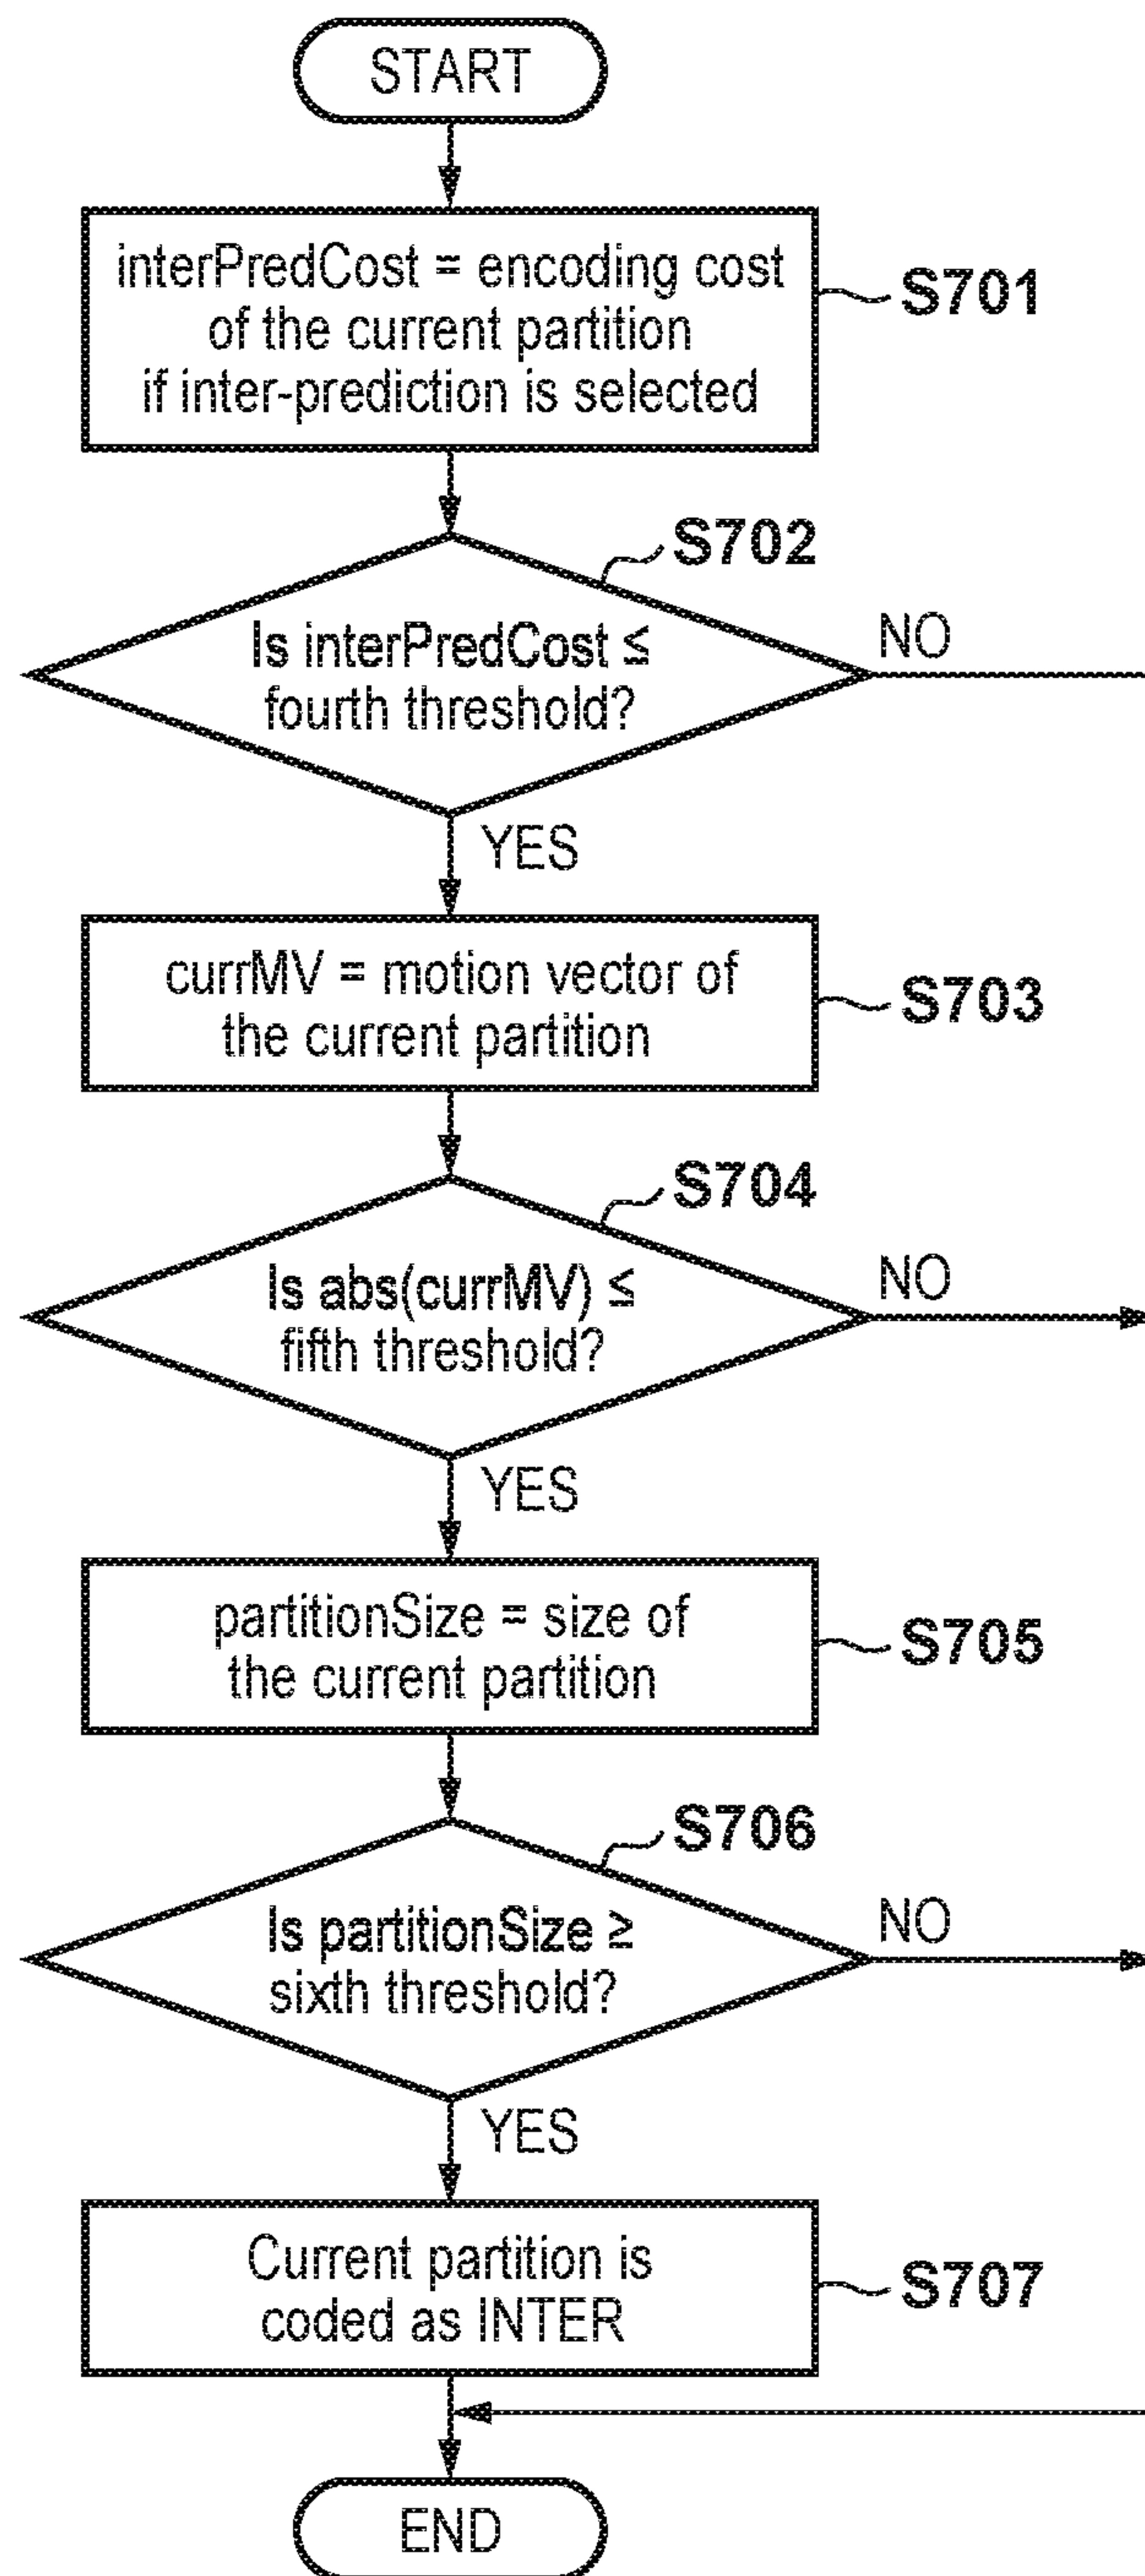 START
interPredCost = encoding cost
of the current partition
if inter-prediction is selected
S701
S702
Is interPredCost ≤
fourth threshold?
NO
YES
currMV = motion vector of
the current partition
S703
S704
Is abs(currMV) ≤
fifth threshold?
NO
YES
partitionSize = size of
the current partition
S705
S706
Is partitionSize ≥
sixth threshold?
NO
YES
Current partition is
coded as INTER
S707
END